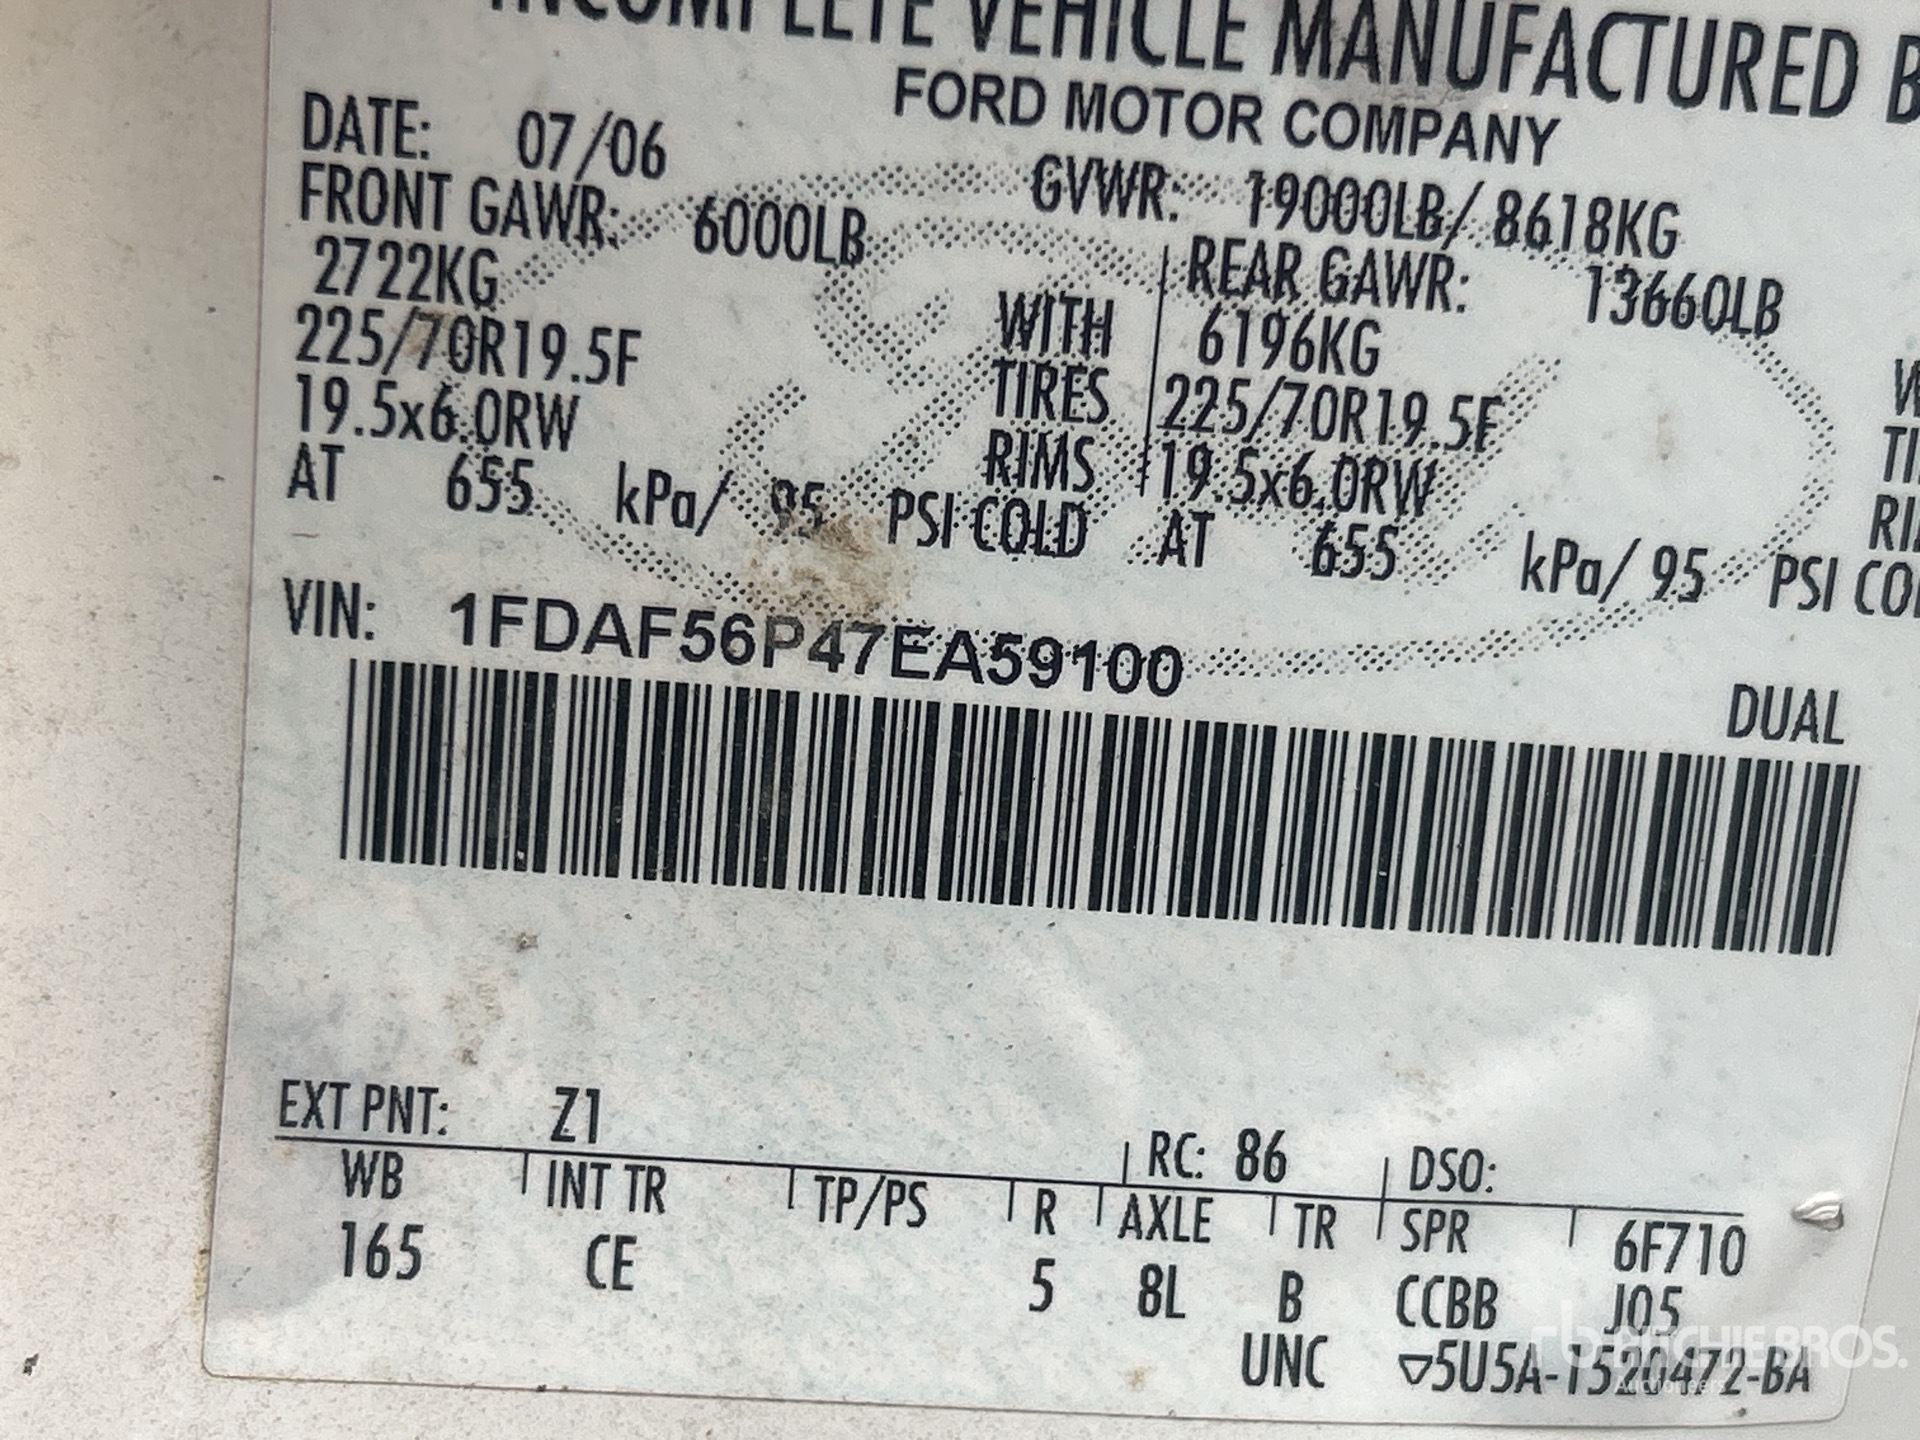 INCOMPLETE VEHICLE MANUFACTURED B
FORD MOTOR COMPANY
DATE: 07/06
GVWR: 19000LB/ 8618KG
FRONT GAWR: 6000LB
REAR GAWR: 13660LB
2722KG WITH 6196KG
225/70R19.5F TIRES 225/70R19.5F
19.5x6.0RW RIMS 19.5x6.0RW
AT 655 kPa/ 95 PSI COLD AT 655 kPa/ 95 PSI CO
VIN: 1FDAF56P47EA59100
DUAL
EXT PNT: Z1 RC: 86 DSO:
WB INT TR TP/PS R AXLE TR SPR 6F710
165 CE 5 8L B CCBB J05
UNC ▽5U5A-1520472-BA
RITCHIE BROS.
Auctioneers